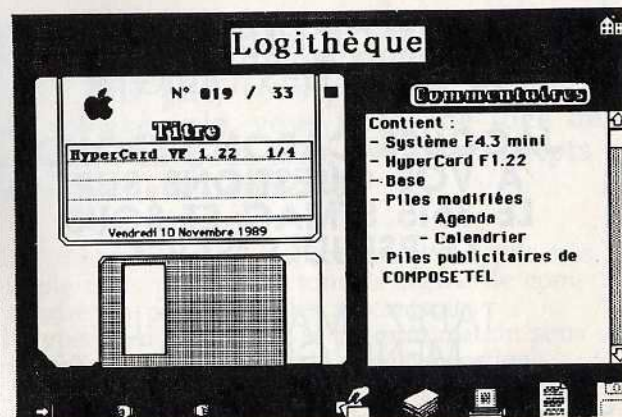 Logithèque
N° 019 / 33
Titre
HyperCard VF 1.22 1/4
Vendredi 10 Novembre 1989
Commentaires
Contient :
- Système F4.3 mini
- HyperCard F1.22
- Base
- Piles modifiées
- Agenda
- Calendrier
- Piles publicitaires de
COMPOSE'TEL